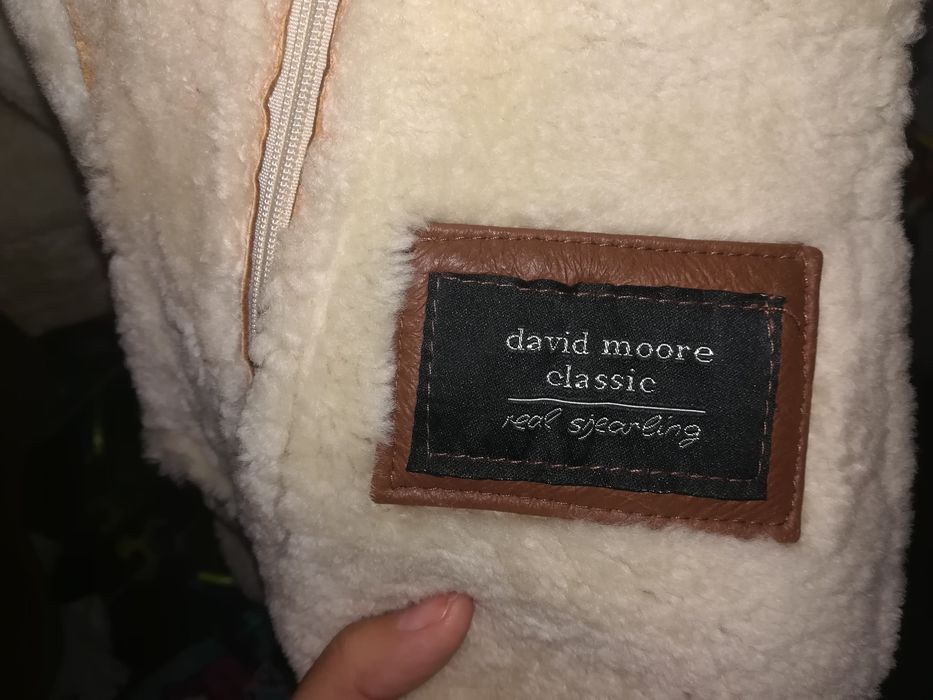 david moore
classic
real sjearling